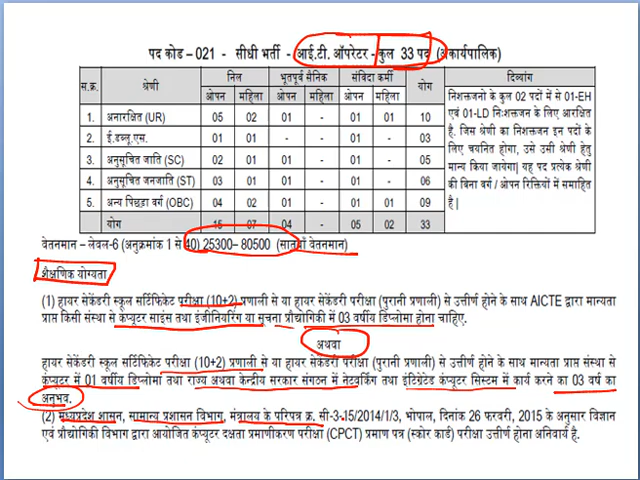 पद कोड – 021 - सीधी भर्ती - आई.टी. ऑपरेटर - कुल 33 पद (अकार्यपालिक)
स.क्र. श्रेणी निल भूतपूर्व सैनिक संविदा कर्मी योग दिव्यांग
ओपन महिला ओपन महिला ओपन महिला
1. अनारक्षित (UR) 05 02 01 - 01 01 10
2. ई.डब्लू.एस. 01 01 - - 01 - 03
3. अनुसूचित जाति (SC) 02 01 01 - 01 - 05
4. अनुसूचित जनजाति (ST) 03 01 01 - 01 - 06
5. अन्य पिछड़ा वर्ग (OBC) 04 02 01 - 01 01 09
योग 15 07 04 - 05 02 33
निशक्तजनो के कुल 02 पदों में से 01-EH
एवं 01-LD निःशक्तजन के लिए आरक्षित
है. जिस श्रेणी का निशक्तजन इन पदों के
लिए चयनित होगा, उसे उसी श्रेणी हेतु
मान्य किया जायेगा| यह पद प्रत्येक श्रेणी
की बिना वर्ग / ओपन रिक्तियों में समाहित
है |
वेतनमान – लेवल-6 (अनुक्रमांक 1 से 40) 25300– 80500 (सातवाँ वेतनमान)
शैक्षणिक योग्यता
(1) हायर सेकेंडरी स्कूल सर्टिफिकेट परीक्षा (10+2) प्रणाली से या हायर सेकेंडरी परीक्षा (पुरानी प्रणाली) से उत्तीर्ण होने के साथ AICTE द्वारा मान्यता
प्राप्त किसी संस्था से कंप्यूटर साइंस तथा इंजीनियरिंग या सूचना प्रौद्योगिकी में 03 वर्षीय डिप्लोमा होना चाहिए.
अथवा
हायर सेकेंडरी स्कूल सर्टिफिकेट परीक्षा (10+2) प्रणाली से या हायर सेकेंडरी परीक्षा (पुरानी प्रणाली) से उत्तीर्ण होने के साथ मान्यता प्राप्त संस्था से
कंप्यूटर में 01 वर्षीय डिप्लोमा तथा राज्य अथवा केन्द्रीय सरकार संगठन में नेटवर्किंग तथा इंटिग्रेटेड कंप्यूटर सिस्टम में कार्य करने का 03 वर्ष का
अनुभव.
(2) मध्यप्रदेश शासन, सामान्य प्रशासन विभाग, मंत्रालय के परिपत्र क्र. सी-3-15/2014/1/3, भोपाल, दिनांक 26 फरवरी, 2015 के अनुसार विज्ञान
एवं प्रौद्योगिकी विभाग द्वारा आयोजित कंप्यूटर दक्षता प्रमाणीकरण परीक्षा (CPCT) प्रमाण पत्र (स्कोर कार्ड) परीक्षा उत्तीर्ण होना अनिवार्य है.